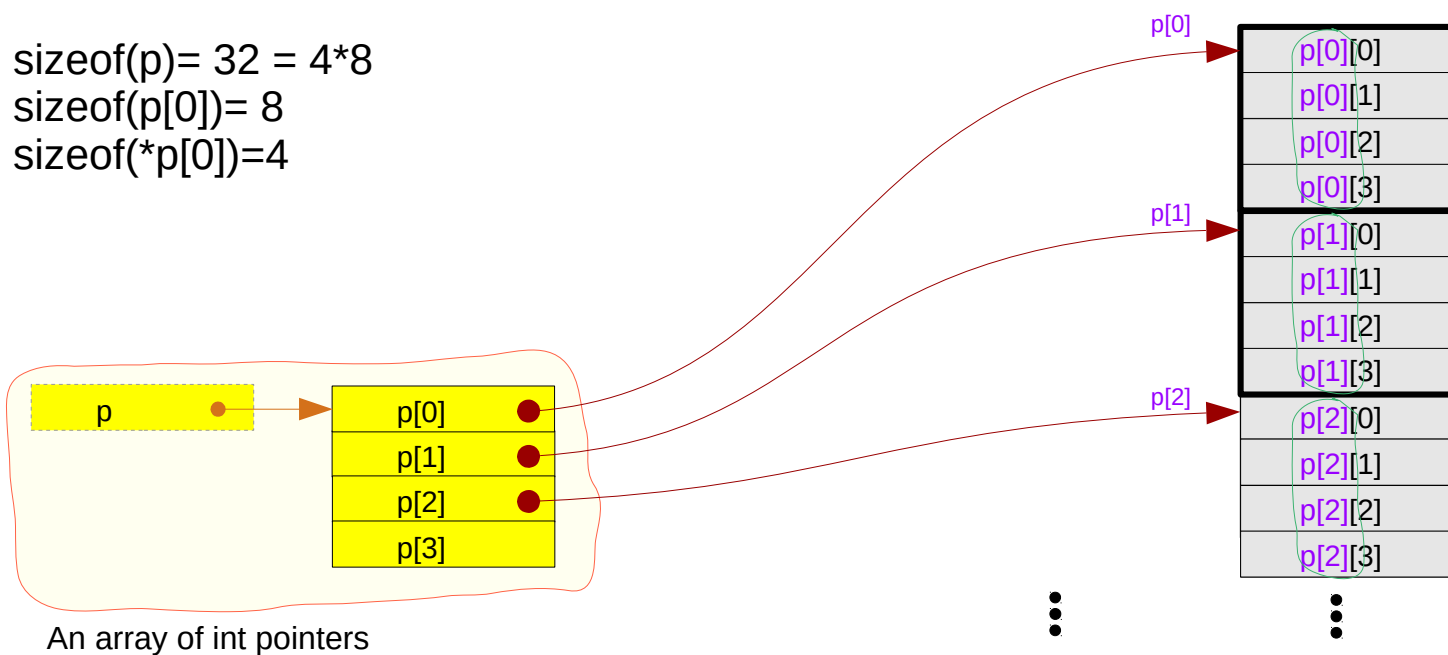 sizeof(p)= 32 = 4*8
sizeof(p[0])= 8
sizeof(*p[0])=4
p[0]
p[0][0]
p[0][1]
p[0][2]
p[0][3]
p[1]
p[1][0]
p[1][1]
p[1][2]
p[1][3]
p[2]
p[2][0]
p[2][1]
p[2][2]
p[2][3]
p
p[0]
p[1]
p[2]
p[3]
An array of int pointers